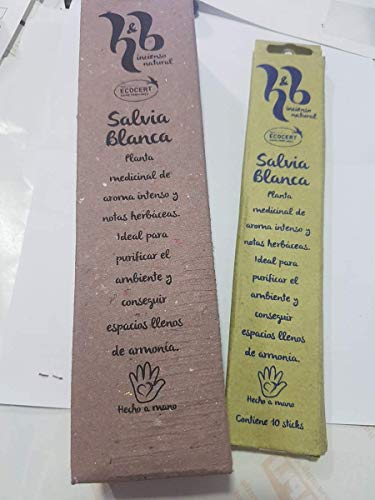 h&b
incienso
natural
ECOCERT
Salvia
Blanca
Planta
medicinal de
aroma intenso y
notas herbáceas.
Ideal para
purificar el
ambiente y
conseguir
espacios llenos
de armonía.
Hecho a mano
h&b
incienso
natural
ECOCERT
Salvia
Blanca
Planta
medicinal de
aroma intenso y
notas herbáceas.
Ideal para
purificar el
ambiente y
conseguir
espacios llenos
de armonía.
Hecho a mano
Contiene 10 sticks